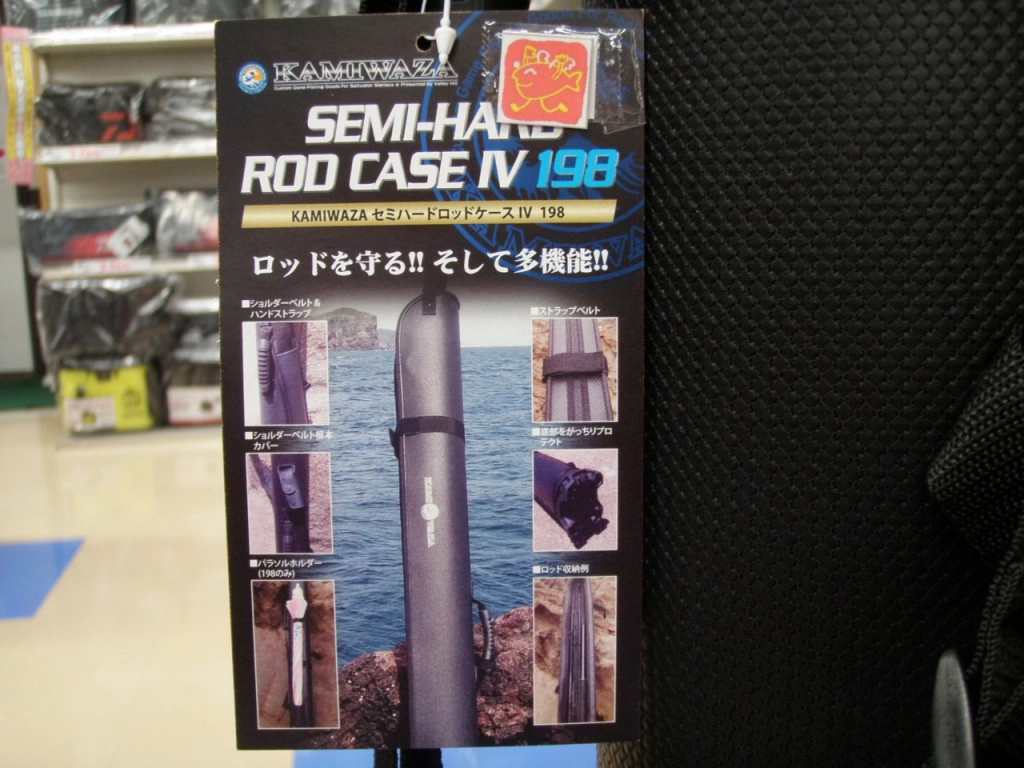 KAMIWAZA
SEMI-HARD
ROD CASE IV 198
KAMIWAZA セミハードロッドケース IV 198
ロッドを守る!! そして多機能!!
■ショルダーベルト&
ハンドストラップ
■ストラップベルト
■ショルダーベルト根本
カバー
■底部をがっちりプロ
テクト
■パラソルホルダー
(198のみ)
■ロッド収納例